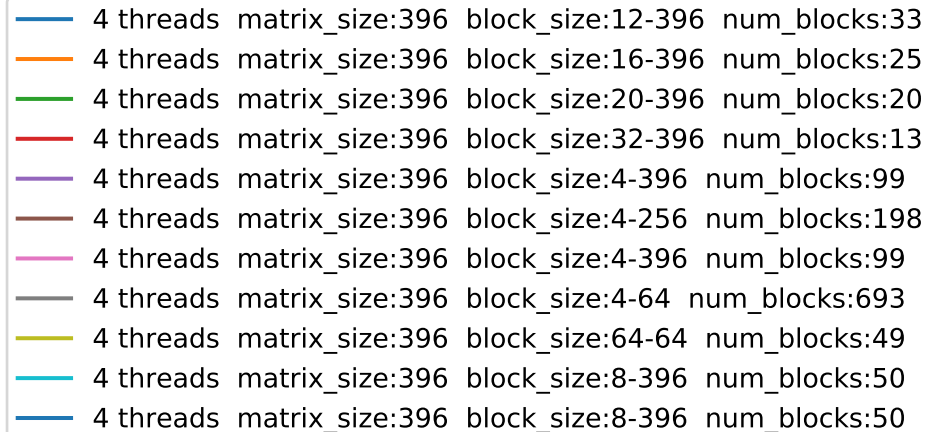 4 threads  matrix_size:396  block_size:12-396  num_blocks:33
4 threads  matrix_size:396  block_size:16-396  num_blocks:25
4 threads  matrix_size:396  block_size:20-396  num_blocks:20
4 threads  matrix_size:396  block_size:32-396  num_blocks:13
4 threads  matrix_size:396  block_size:4-396  num_blocks:99
4 threads  matrix_size:396  block_size:4-256  num_blocks:198
4 threads  matrix_size:396  block_size:4-396  num_blocks:99
4 threads  matrix_size:396  block_size:4-64  num_blocks:693
4 threads  matrix_size:396  block_size:64-64  num_blocks:49
4 threads  matrix_size:396  block_size:8-396  num_blocks:50
4 threads  matrix_size:396  block_size:8-396  num_blocks:50